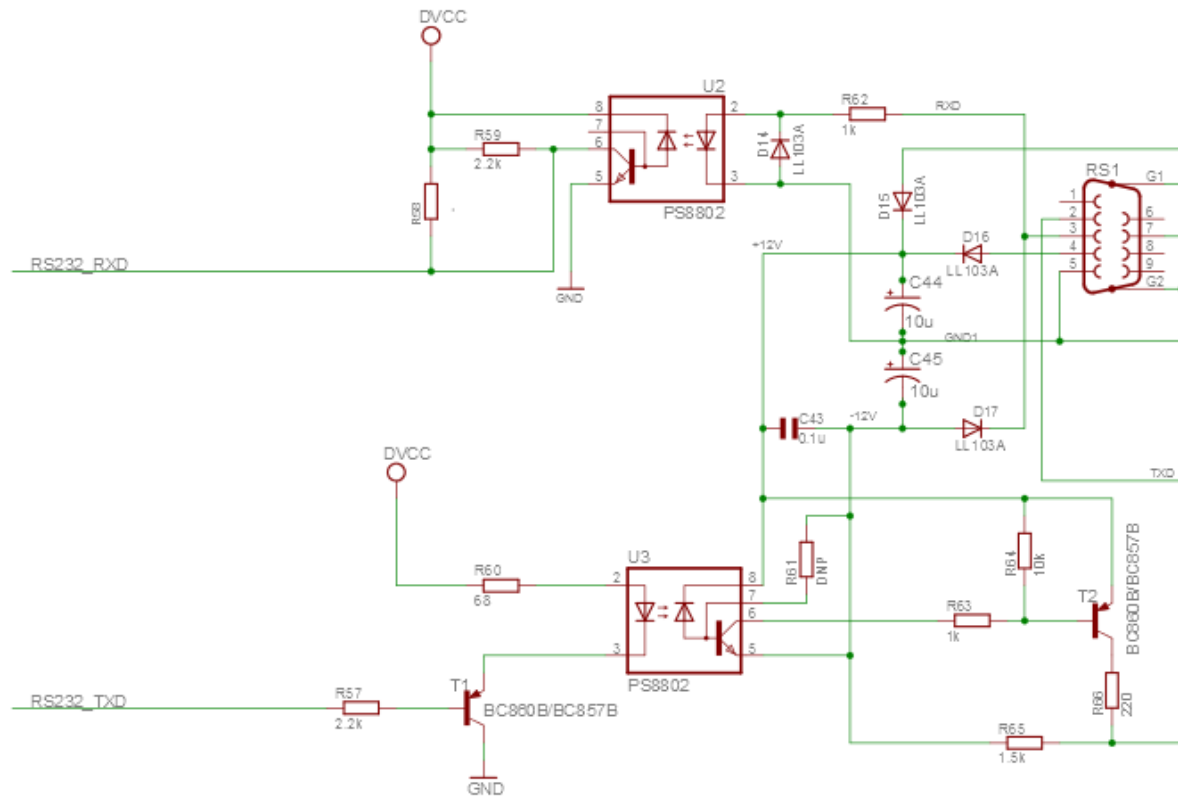 DVCC
U2
8
7
6
5
2
3
PS8802
R59
2.2k
R58
RS232_RXD
GND
D14
LL103A
R62
1k
RXD
D15
LL103A
+12V
D16
LL103A
RS1
1
2
3
4
5
6
7
8
9
G1
G2
C44
10u
GND1
C45
10u
-12V
C43
0.1u
D17
LL103A
TXD
DVCC
R60
68
U3
2
3
8
7
6
5
PS8802
R61
DNP
R63
1k
R64
10k
T2
BC860B/BC857B
R66
220
R65
1.5k
RS232_TXD
R57
2.2k
T1
BC860B/BC857B
GND